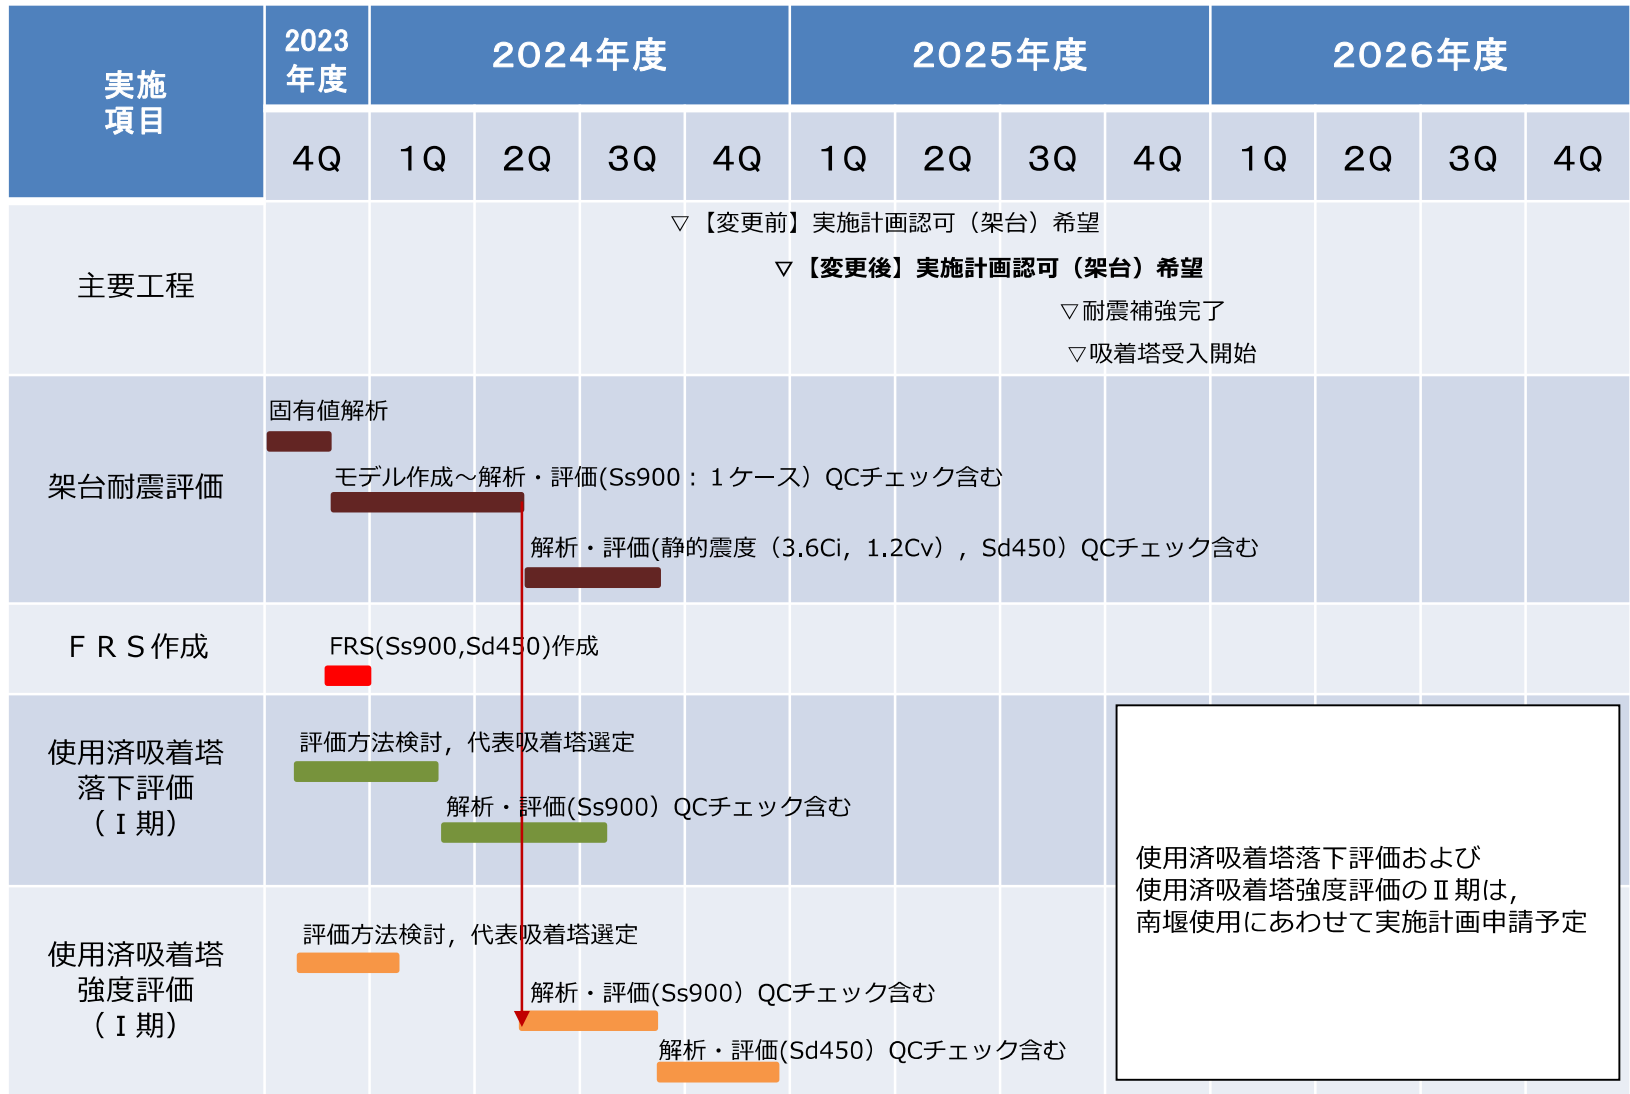 実施
項目
2023
年度
2024年度
2025年度
2026年度
4Q
1Q
2Q
3Q
4Q
1Q
2Q
3Q
4Q
1Q
2Q
3Q
4Q
主要工程
▽【変更前】実施計画認可（架台）希望
▽【変更後】実施計画認可（架台）希望
▽耐震補強完了
▽吸着塔受入開始
架台耐震評価
固有値解析
モデル作成～解析・評価(Ss900：１ケース）QCチェック含む
解析・評価(静的震度（3.6Ci，1.2Cv），Sd450）QCチェック含む
ＦＲＳ作成
FRS(Ss900,Sd450)作成
使用済吸着塔
落下評価
（Ⅰ期）
評価方法検討，代表吸着塔選定
解析・評価(Ss900）QCチェック含む
使用済吸着塔
強度評価
（Ⅰ期）
評価方法検討，代表吸着塔選定
解析・評価(Ss900）QCチェック含む
解析・評価(Sd450）QCチェック含む
使用済吸着塔落下評価および
使用済吸着塔強度評価のⅡ期は，
南堰使用にあわせて実施計画申請予定